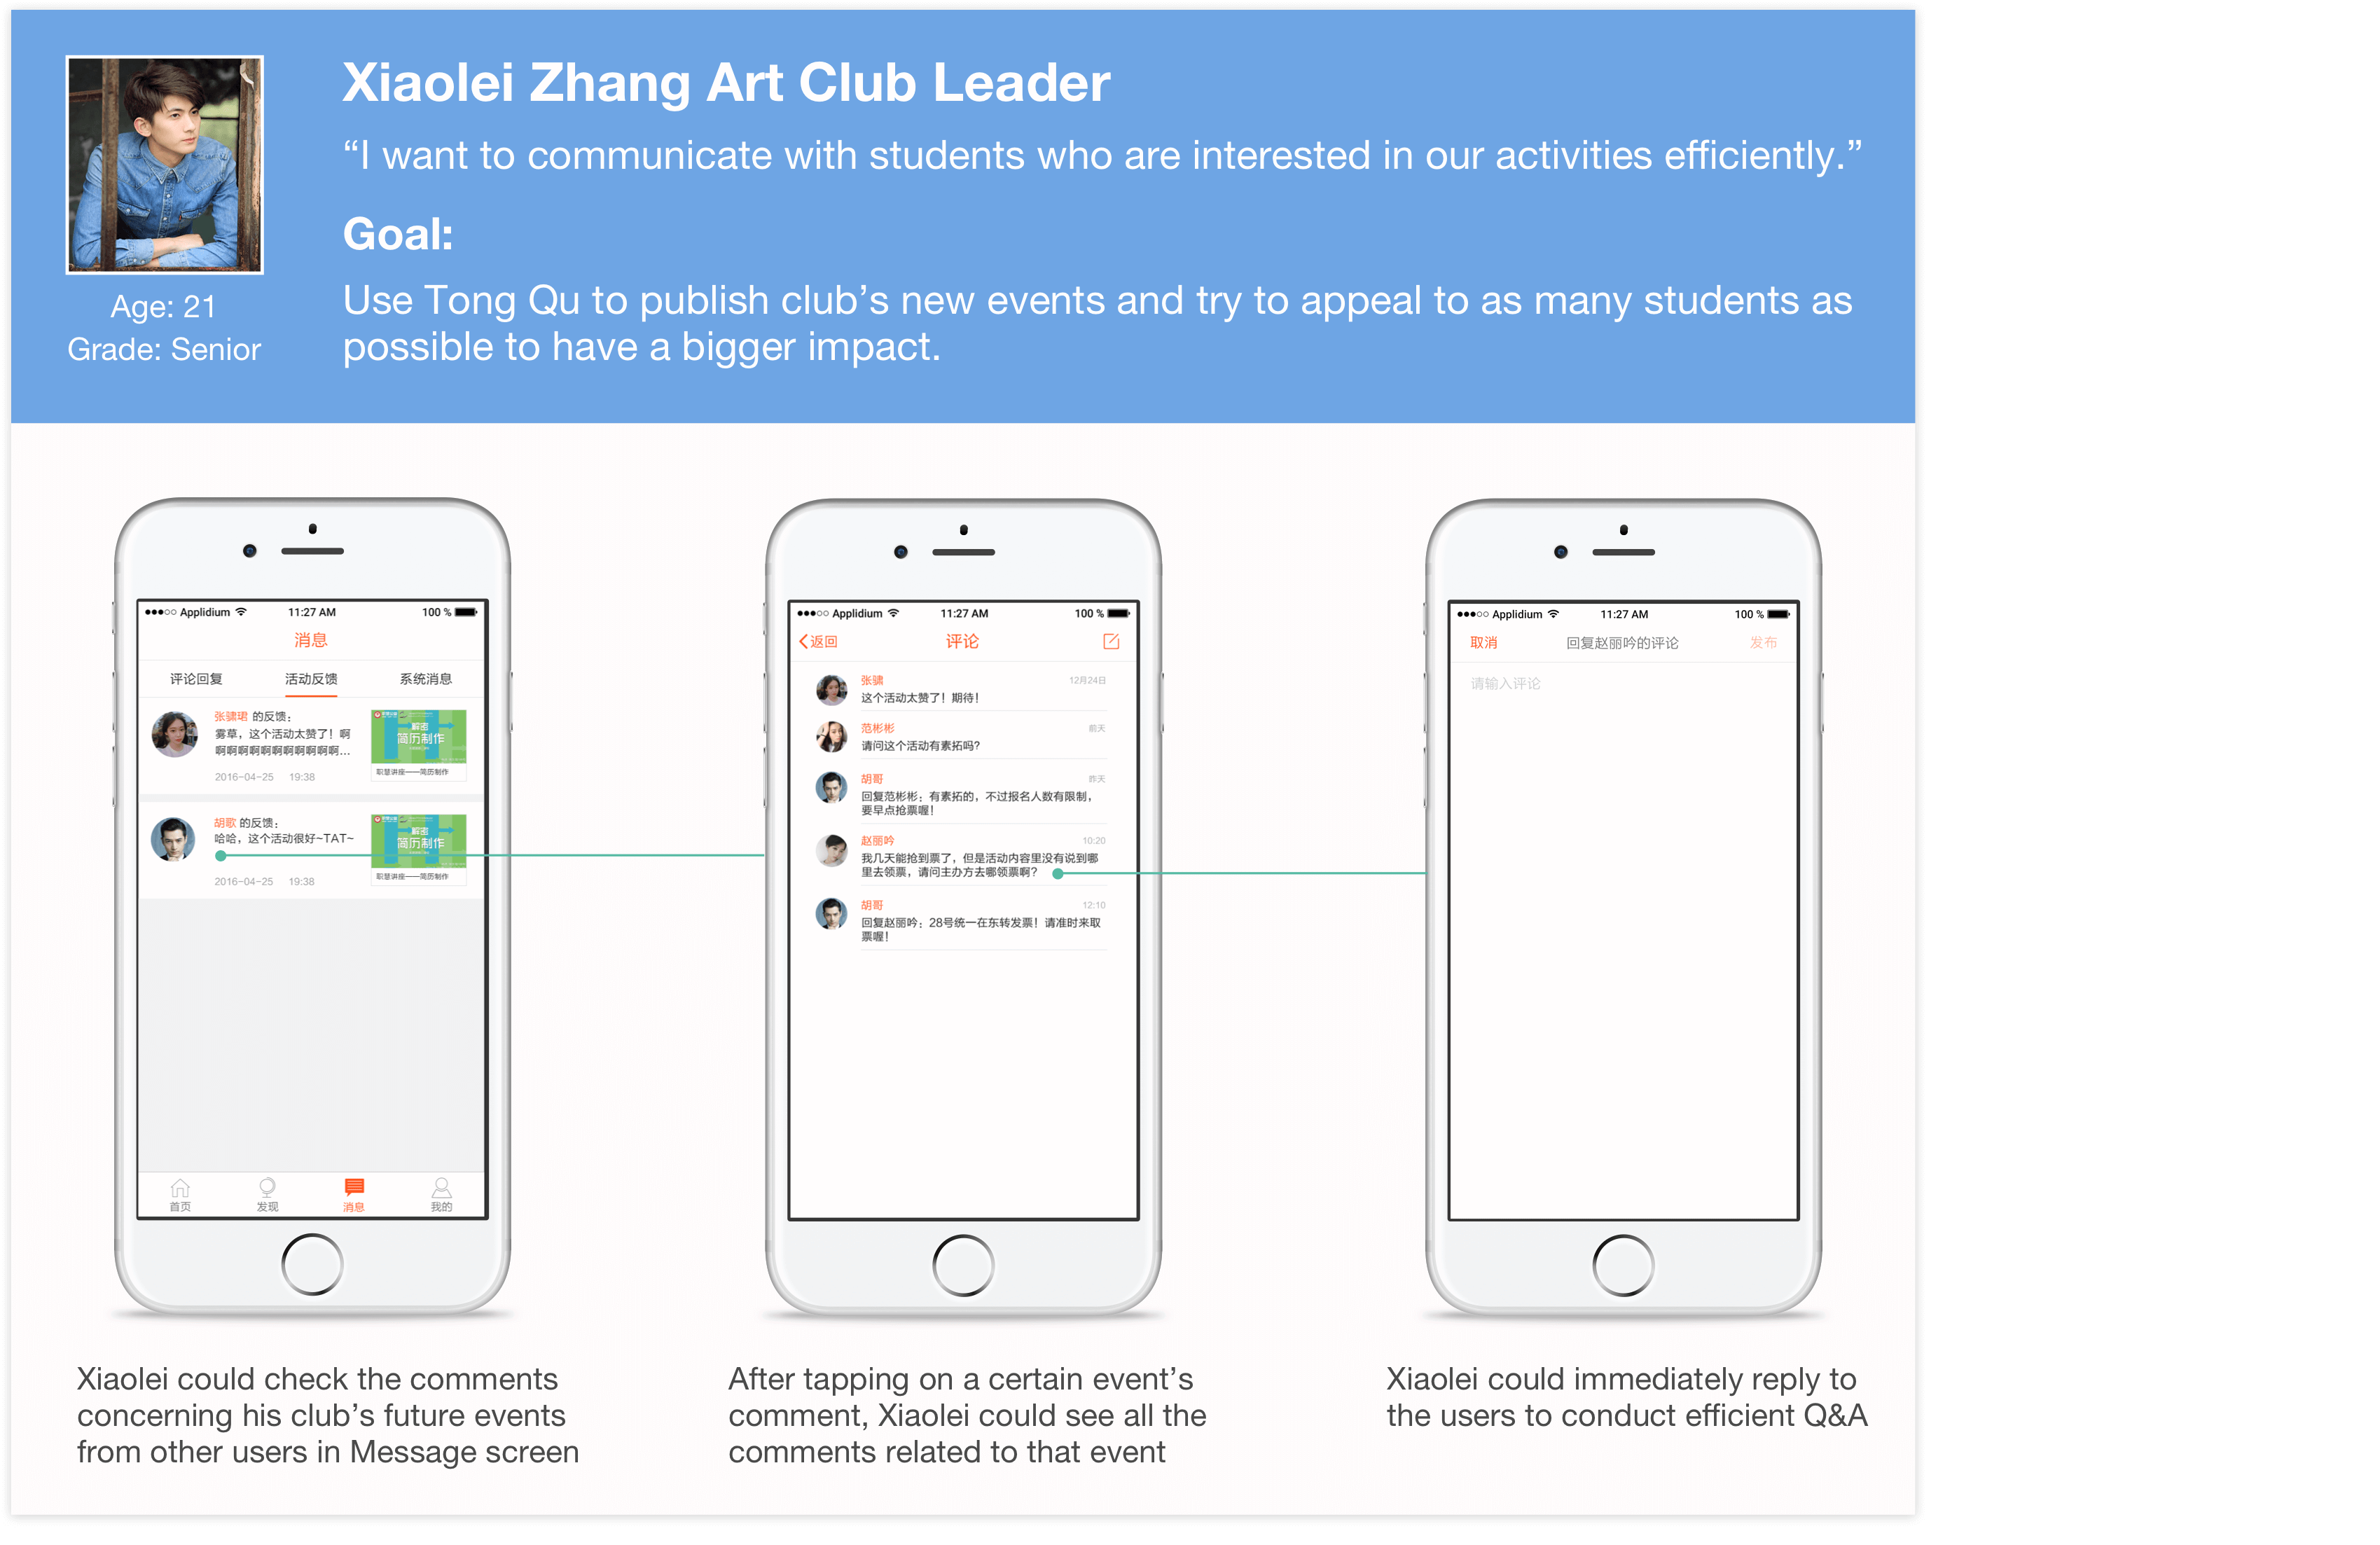 Xiaolei Zhang Art Club Leader
“I want to communicate with students who are interested in our activities efficiently.”
Goal:
Use Tong Qu to publish club’s new events and try to appeal to as many students as
possible to have a bigger impact.
Age: 21
Grade: Senior
Applidium 11:27 AM 100 %
消息
评论回复 活动反馈 系统消息
张骕珺 的反馈：
雾草，这个活动太赞了！啊
啊啊啊啊啊啊啊啊啊啊啊…
2016-04-25 19:38
解密
简历制作
职慧讲座——简历制作
胡歌 的反馈：
哈哈，这个活动很好~TAT~
2016-04-25 19:38
解密
简历制作
职慧讲座——简历制作
首页 发现 消息 我的
Applidium 11:27 AM 100 %
返回 评论
张骕 12月24日
这个活动太赞了！期待！
范彬彬 前天
请问这个活动有素拓吗?
胡哥 昨天
回复范彬彬：有素拓的，不过报名人数有限制，
要早点抢票喔！
赵丽吟 10:20
我几天能抢到票了，但是活动内容里没有说到哪
里去领票，请问主办方去哪领票啊?
胡哥 12:10
回复赵丽吟：28号统一在东转发票！请准时来取
票喔！
Applidium 11:27 AM 100 %
取消 回复赵丽吟的评论 发布
请输入评论
Xiaolei could check the comments
concerning his club’s future events
from other users in Message screen
After tapping on a certain event’s
comment, Xiaolei could see all the
comments related to that event
Xiaolei could immediately reply to
the users to conduct efficient Q&A